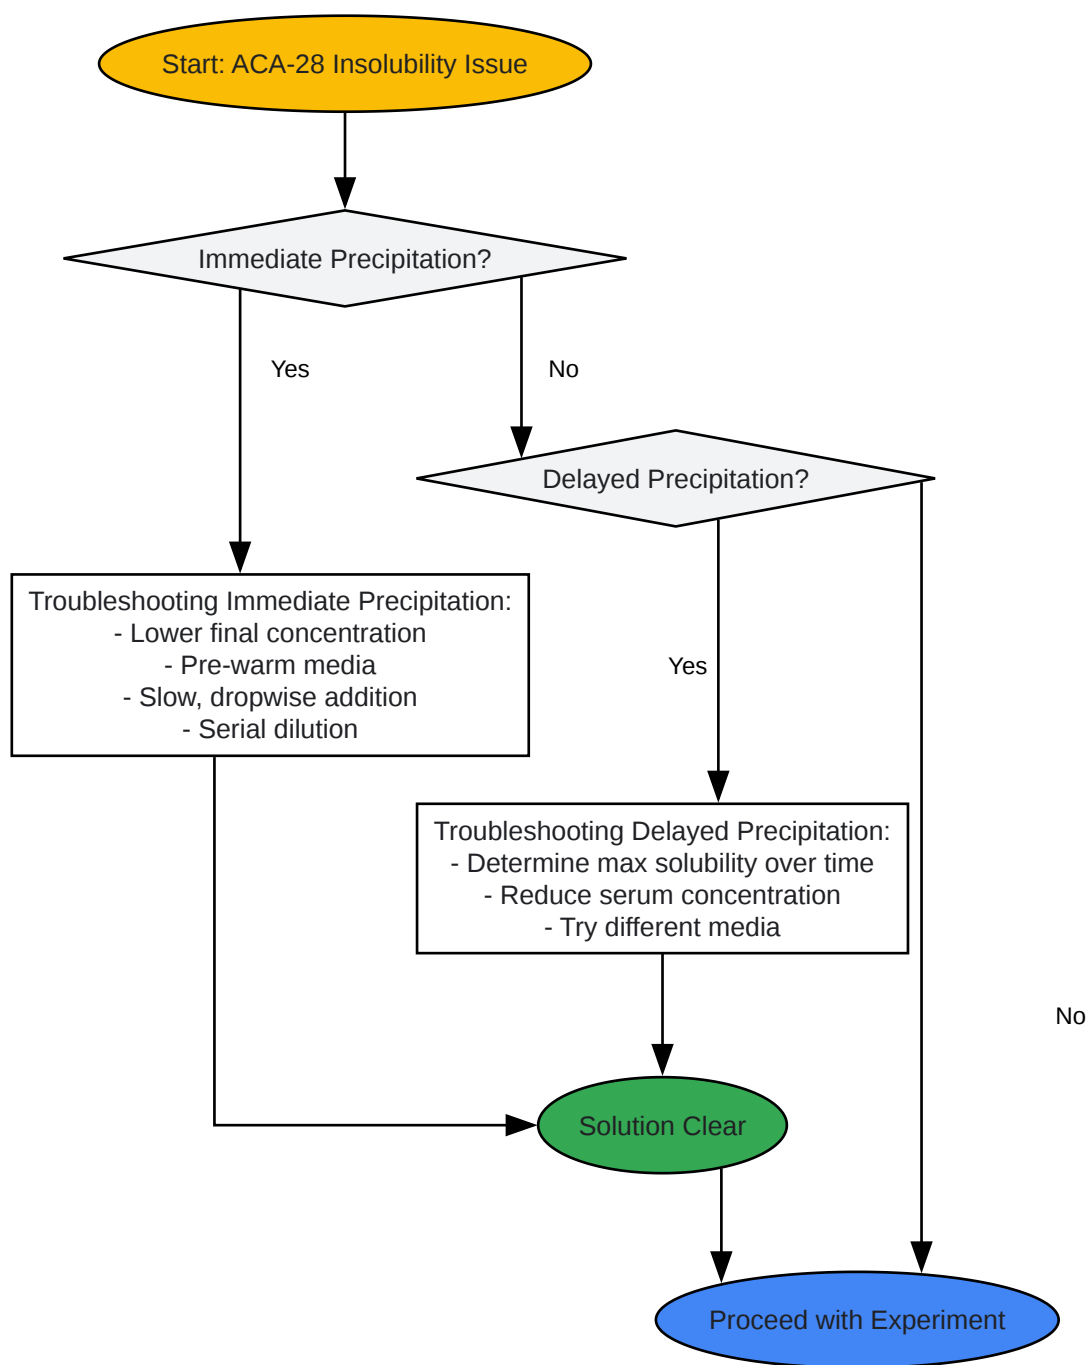 Start: ACA-28 Insolubility Issue
Immediate Precipitation?
Yes
No
Delayed Precipitation?
Troubleshooting Immediate Precipitation:
- Lower final concentration
- Pre-warm media
- Slow, dropwise addition
- Serial dilution
Yes
Troubleshooting Delayed Precipitation:
- Determine max solubility over time
- Reduce serum concentration
- Try different media
No
Solution Clear
Proceed with Experiment